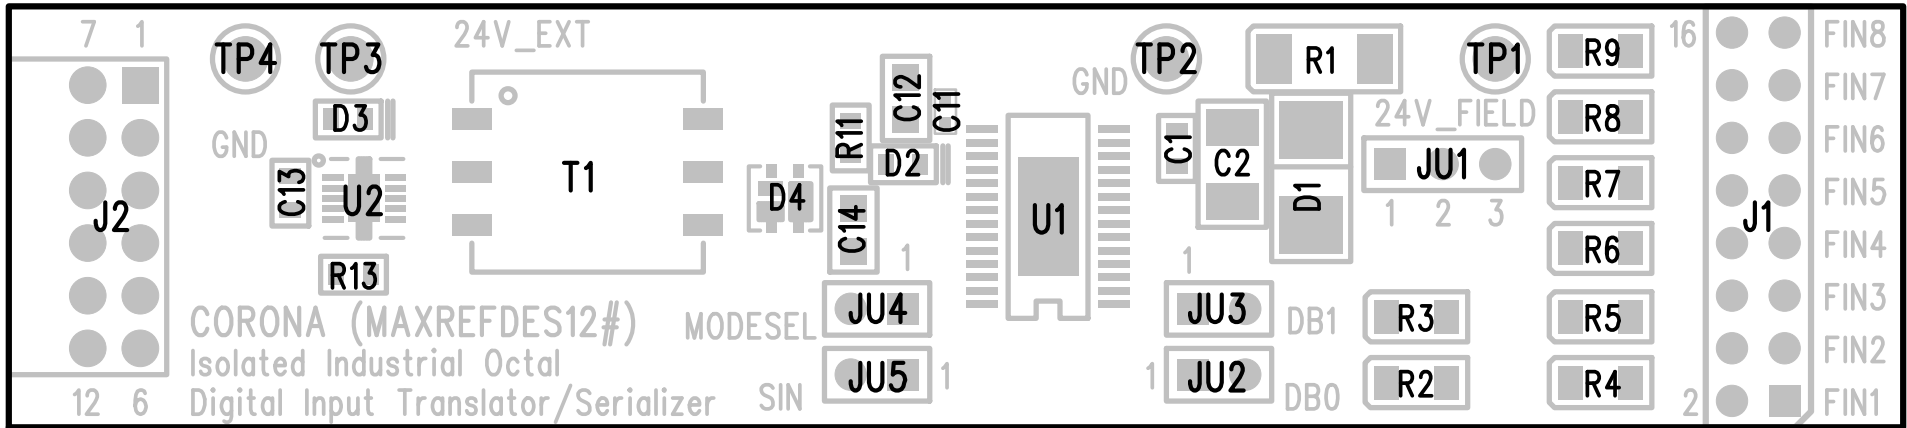 7 1
TP4 TP3
24V_EXT
TP2
R1
TP1
R9
16
FIN8
GND
C12
C11
FIN7
D3
R11
24V_FIELD
R8
GND
FIN6
C1
D2
C2
JU1
T1
R7
C13
U2
D4
D1
FIN5
J2
C14
U1
1 2 3
J1
1
1
R6
FIN4
R13
JU4
JU3
FIN3
CORONA (MAXREFDES12#)
MODESEL
DB1
R3
R5
Isolated Industrial Octal
FIN2
JU5
1
1
JU2
R2
R4
12 6
Digital Input Translator/Serializer
SIN
DB0
2
FIN1